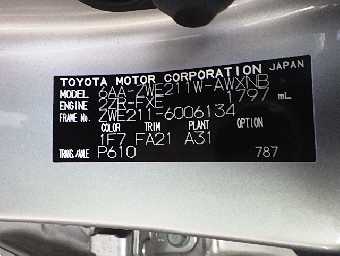 TOYOTA MOTOR CORPORATION JAPAN
MODEL 6AA-ZWE211W-AWXNB
ENGINE 2ZR-FXE 1797 mL
FRAME No. ZWE211-6006134
COLOR TRIM PLANT OPTION
1F7 FA21 A31
TRANS./AXLE P610 787